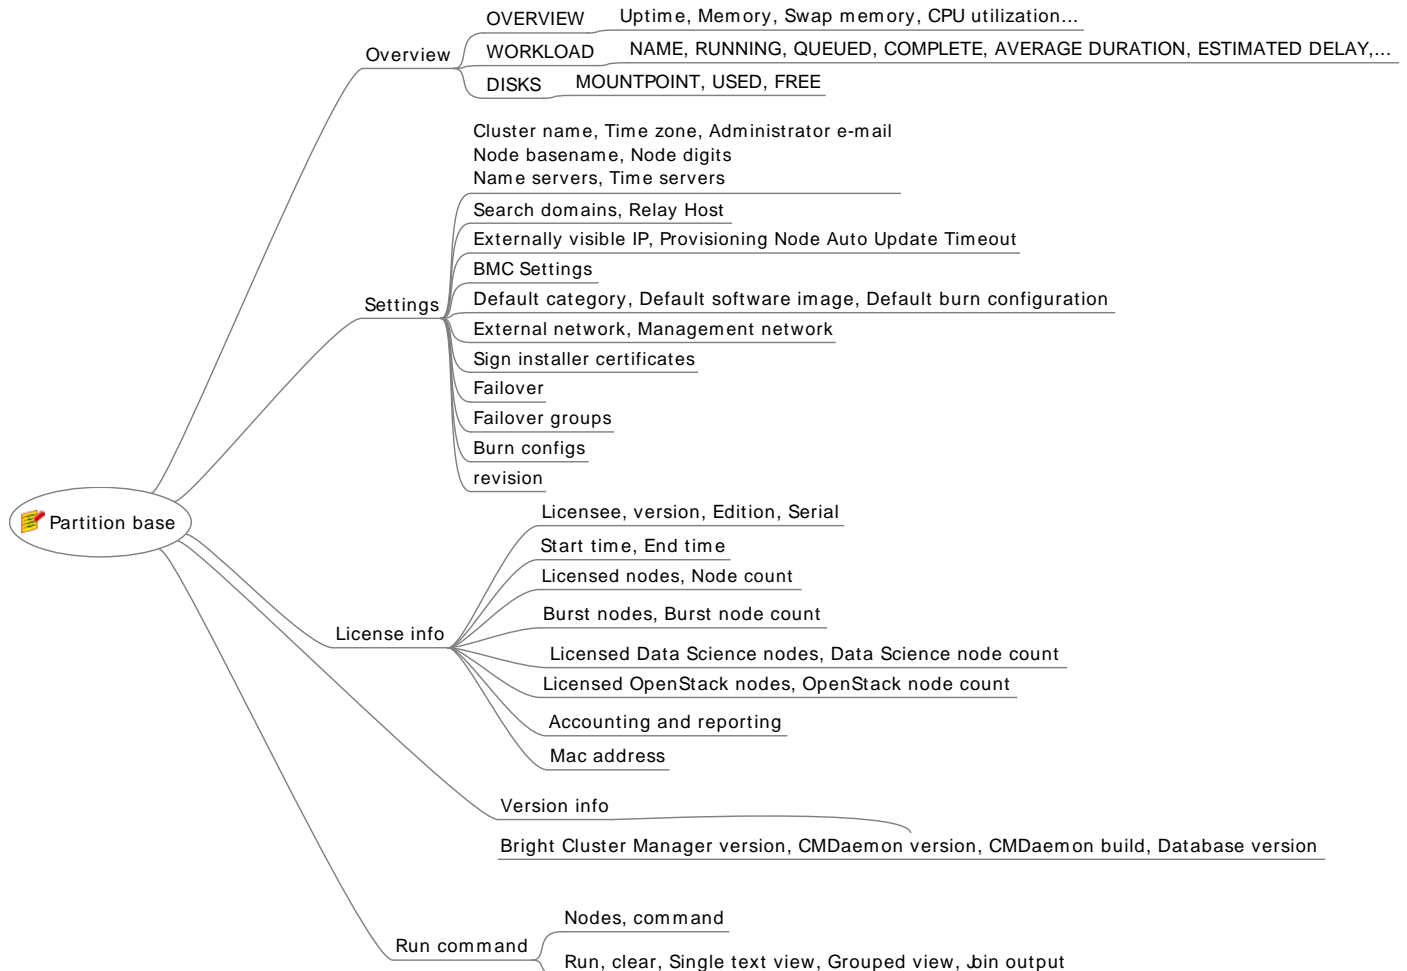 OVERVIEW
Uptime, Memory, Swap memory, CPU utilization...
Overview
WORKLOAD
NAME, RUNNING, QUEUED, COMPLETE, AVERAGE DURATION, ESTIMATED DELAY,...
DISKS
MOUNTPOINT, USED, FREE
Cluster name, Time zone, Administrator e-mail
Node basename, Node digits
Name servers, Time servers
Search domains, Relay Host
Externally visible IP, Provisioning Node Auto Update Timeout
BMC Settings
Settings
Default category, Default software image, Default burn configuration
External network, Management network
Sign installer certificates
Failover
Failover groups
Burn configs
revision
Partition base
Licensee, version, Edition, Serial
Start time, End time
Licensed nodes, Node count
Burst nodes, Burst node count
License info
Licensed Data Science nodes, Data Science node count
Licensed OpenStack nodes, OpenStack node count
Accounting and reporting
Mac address
Version info
Bright Cluster Manager version, CMDaemon version, CMDaemon build, Database version
Nodes, command
Run command
Run, clear, Single text view, Grouped view, Join output